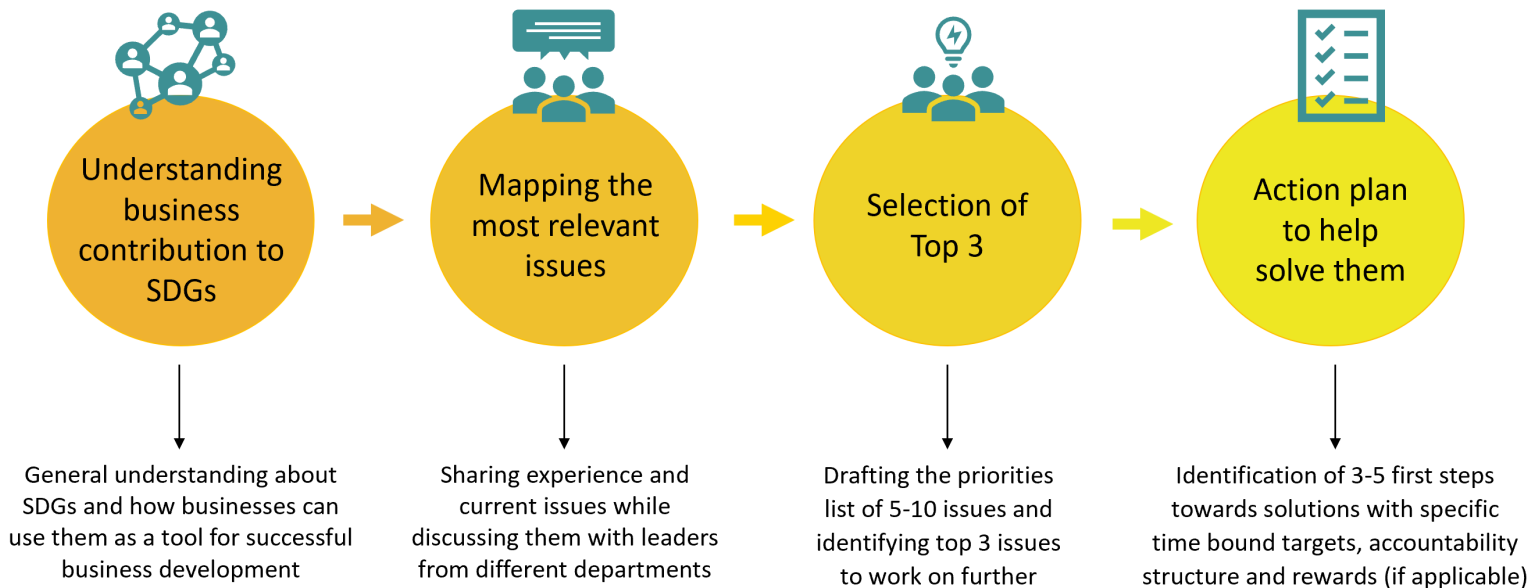 Understanding
business
contribution to
SDGs
Mapping the
most relevant
issues
Selection of
Top 3
Action plan
to help
solve them
General understanding about
SDGs and how businesses can
use them as a tool for successful
business development
Sharing experience and
current issues while
discussing them with leaders
from different departments
Drafting the priorities
list of 5-10 issues and
identifying top 3 issues
to work on further
Identification of 3-5 first steps
towards solutions with specific
time bound targets, accountability
structure and rewards (if applicable)